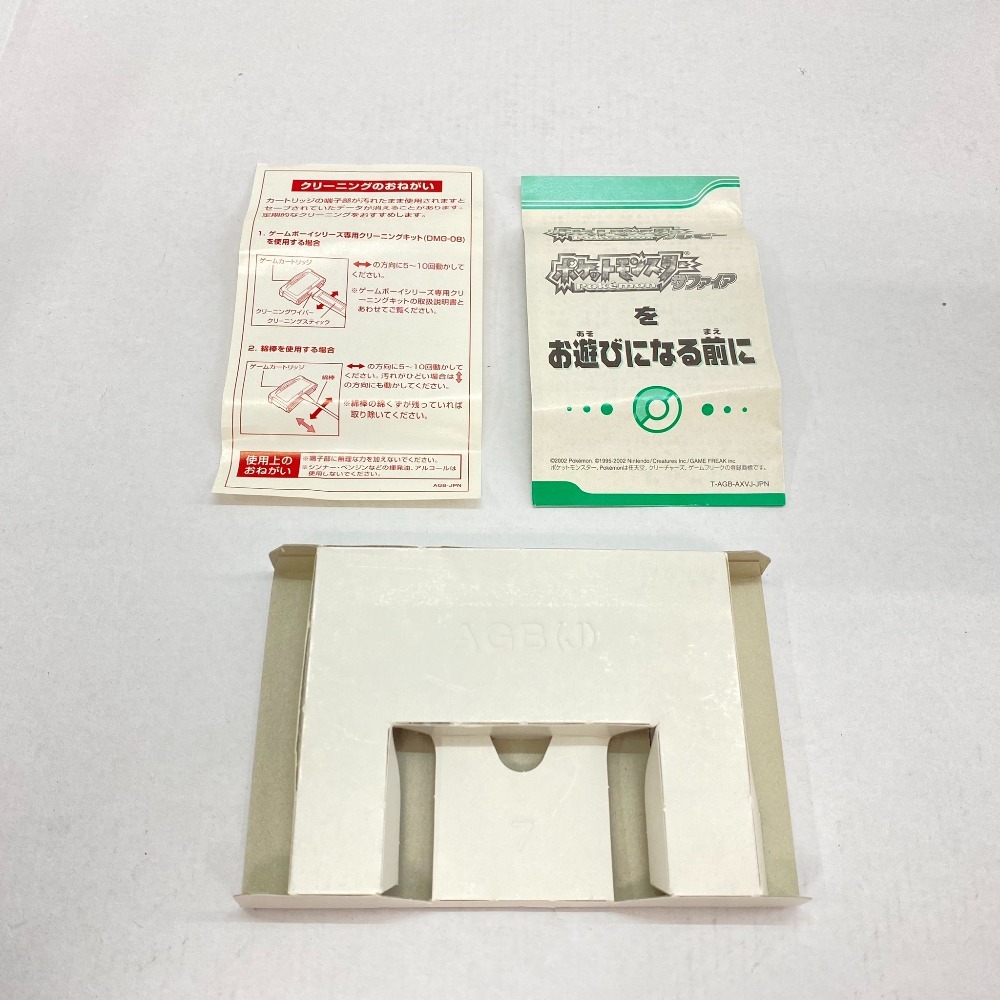 クリーニングのおねがい
カートリッジの端子部が汚れたまま使用されますと
セーブされていたデータが消えることがあります。
定期的なクリーニングをおすすめします。
1. ゲームボーイシリーズ専用クリーニングキット(DMG-08)
を使用する場合
ゲームカートリッジ
クリーニングワイパー
クリーニングスティック
の方向に5〜10回動かして
ください。
※ゲームボーイシリーズ専用クリ
ーニングキットの取扱説明書と
あわせてご覧ください。
2. 綿棒を使用する場合
ゲームカートリッジ
綿棒
の方向に5〜10回動かして
ください。汚れがひどい場合は
の方向にも動かしてください。
※綿棒の綿くずが残っていれば
取り除いてください。
使用上の
おねがい
※端子部に無理な力を加えないでください。
※シンナー・ベンジンなどの揮発油、アルコールは
使用しないでください。
AGB-JPN
ポケットモンスター
Pokémon
ファイア
を
あそ
まえ
お遊びになる前に
©2002 Pokémon. ©1995-2002 Nintendo/Creatures inc./GAME FREAK inc.
ポケットモンスター、Pokémonは任天堂、クリーチャーズ、ゲームフリークの登録商標です。
T-AGB-AXVJ-JPN
AGB(J)
7